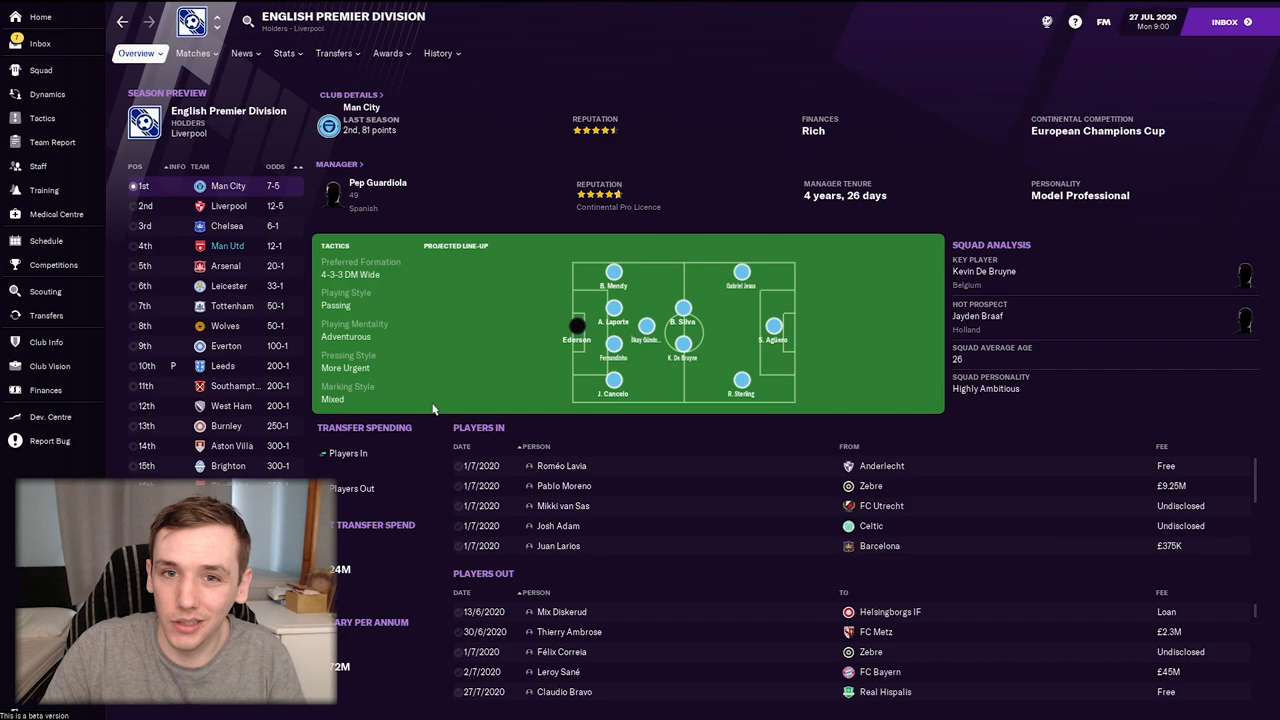 Home
ENGLISH PREMIER DIVISION
Holders - Liverpool
FM
27 JUL 2020
Mon 9:00
INBOX
7
Inbox
Overview
Matches
News
Stats
Transfers
Awards
History
Squad
Dynamics
Tactics
Team Report
Staff
Training
Medical Centre
Schedule
Competitions
Scouting
Transfers
Club Info
Club Vision
Finances
Dev. Centre
Report Bug
SEASON PREVIEW
English Premier Division
HOLDERS
Liverpool
POS INFO TEAM ODDS
1st Man City 7-5
2nd Liverpool 12-5
3rd Chelsea 6-1
4th Man Utd 12-1
5th Arsenal 20-1
6th Leicester 33-1
7th Tottenham 50-1
8th Wolves 50-1
9th Everton 100-1
10th P Leeds 200-1
11th Southampt... 200-1
12th West Ham 200-1
13th Burnley 250-1
14th Aston Villa 300-1
15th Brighton 300-1
CLUB DETAILS >
Man City
LAST SEASON
2nd, 81 points
REPUTATION
FINANCES
Rich
CONTINENTAL COMPETITION
European Champions Cup
MANAGER >
Pep Guardiola
49
Spanish
REPUTATION
Continental Pro Licence
MANAGER TENURE
4 years, 26 days
PERSONALITY
Model Professional
TACTICS
Preferred Formation
4-3-3 DM Wide
Playing Style
Passing
Playing Mentality
Adventurous
Pressing Style
More Urgent
Marking Style
Mixed
PROJECTED LINE-UP
B. Mendy
Gabriel Jesus
A. Laporte
B. Silva
Ederson
İlkay Gündo...
S. Agüero
Fernandinho
K. De Bruyne
J. Cancelo
R. Sterling
SQUAD ANALYSIS
KEY PLAYER
Kevin De Bruyne
Belgium
HOT PROSPECT
Jayden Braaf
Holland
SQUAD AVERAGE AGE
26
SQUAD PERSONALITY
Highly Ambitious
TRANSFER SPENDING
Players In
Players Out
T TRANSFER SPEND
24M
ARY PER ANNUM
72M
PLAYERS IN
DATE PERSON FROM FEE
1/7/2020 Roméo Lavia Anderlecht Free
1/7/2020 Pablo Moreno Zebre £9.25M
1/7/2020 Mikki van Sas FC Utrecht Undisclosed
1/7/2020 Josh Adam Celtic Undisclosed
1/7/2020 Juan Larios Barcelona £375K
PLAYERS OUT
DATE PERSON TO FEE
13/6/2020 Mix Diskerud Helsingborgs IF Loan
30/6/2020 Thierry Ambrose FC Metz £2.3M
1/7/2020 Félix Correia Zebre Undisclosed
2/7/2020 Leroy Sané FC Bayern £45M
27/7/2020 Claudio Bravo Real Hispalis Free
This is a beta version